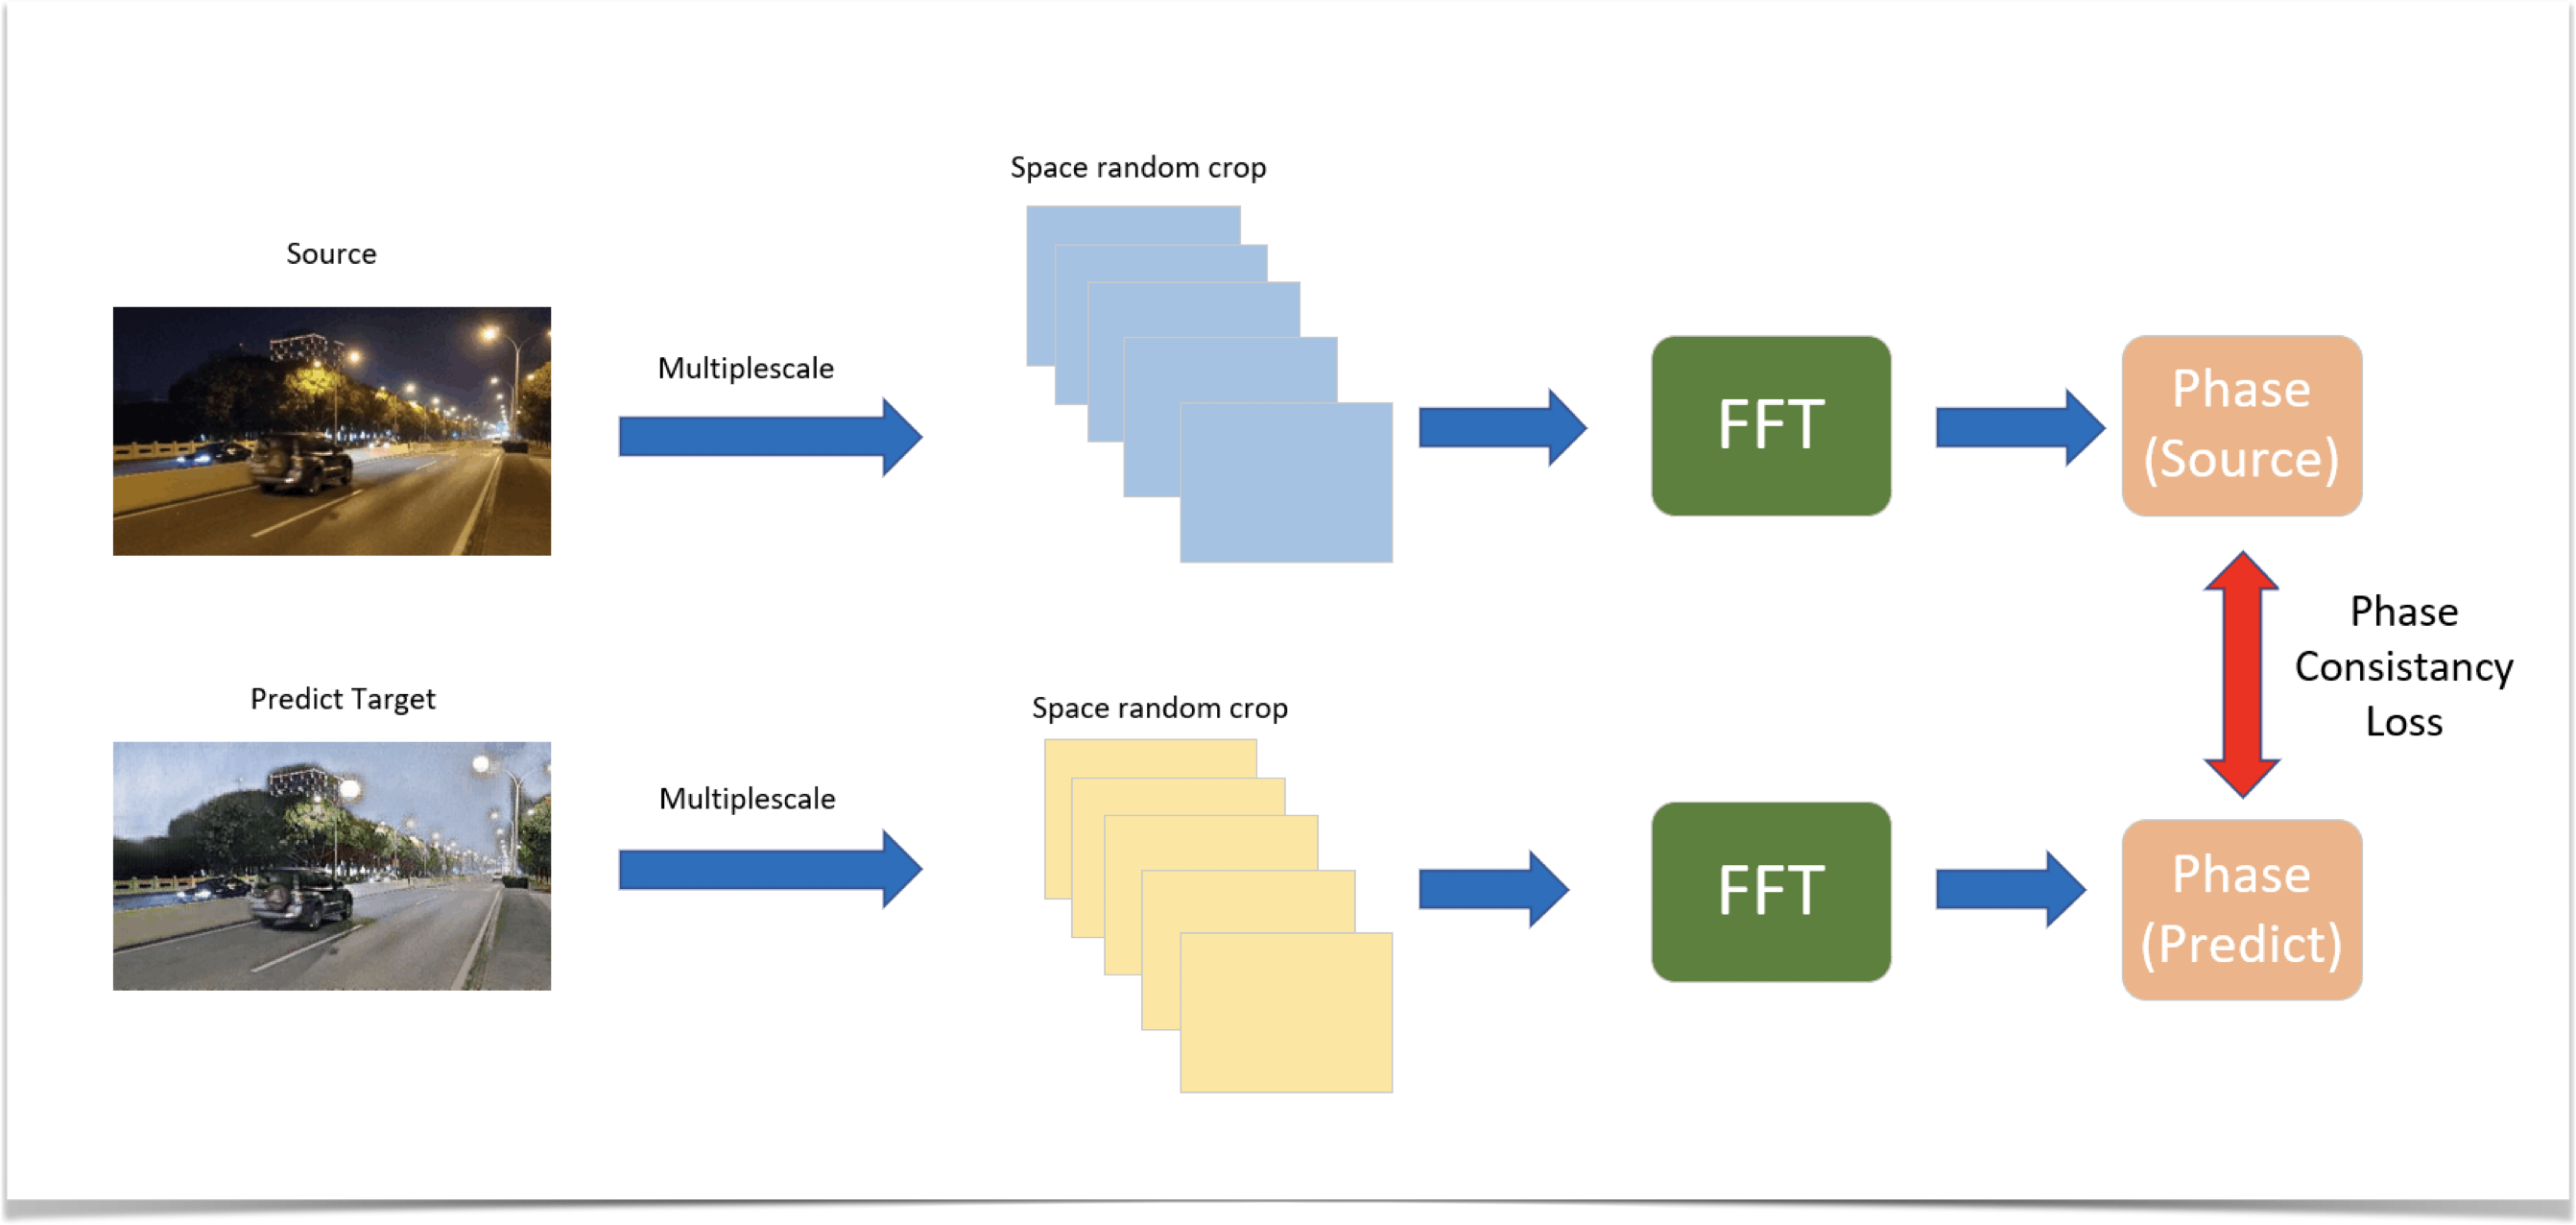 Source
Multiplescale
Space random crop
FFT
Phase
(Source)
Phase
Consistancy
Loss
Predict Target
Multiplescale
Space random crop
FFT
Phase
(Predict)